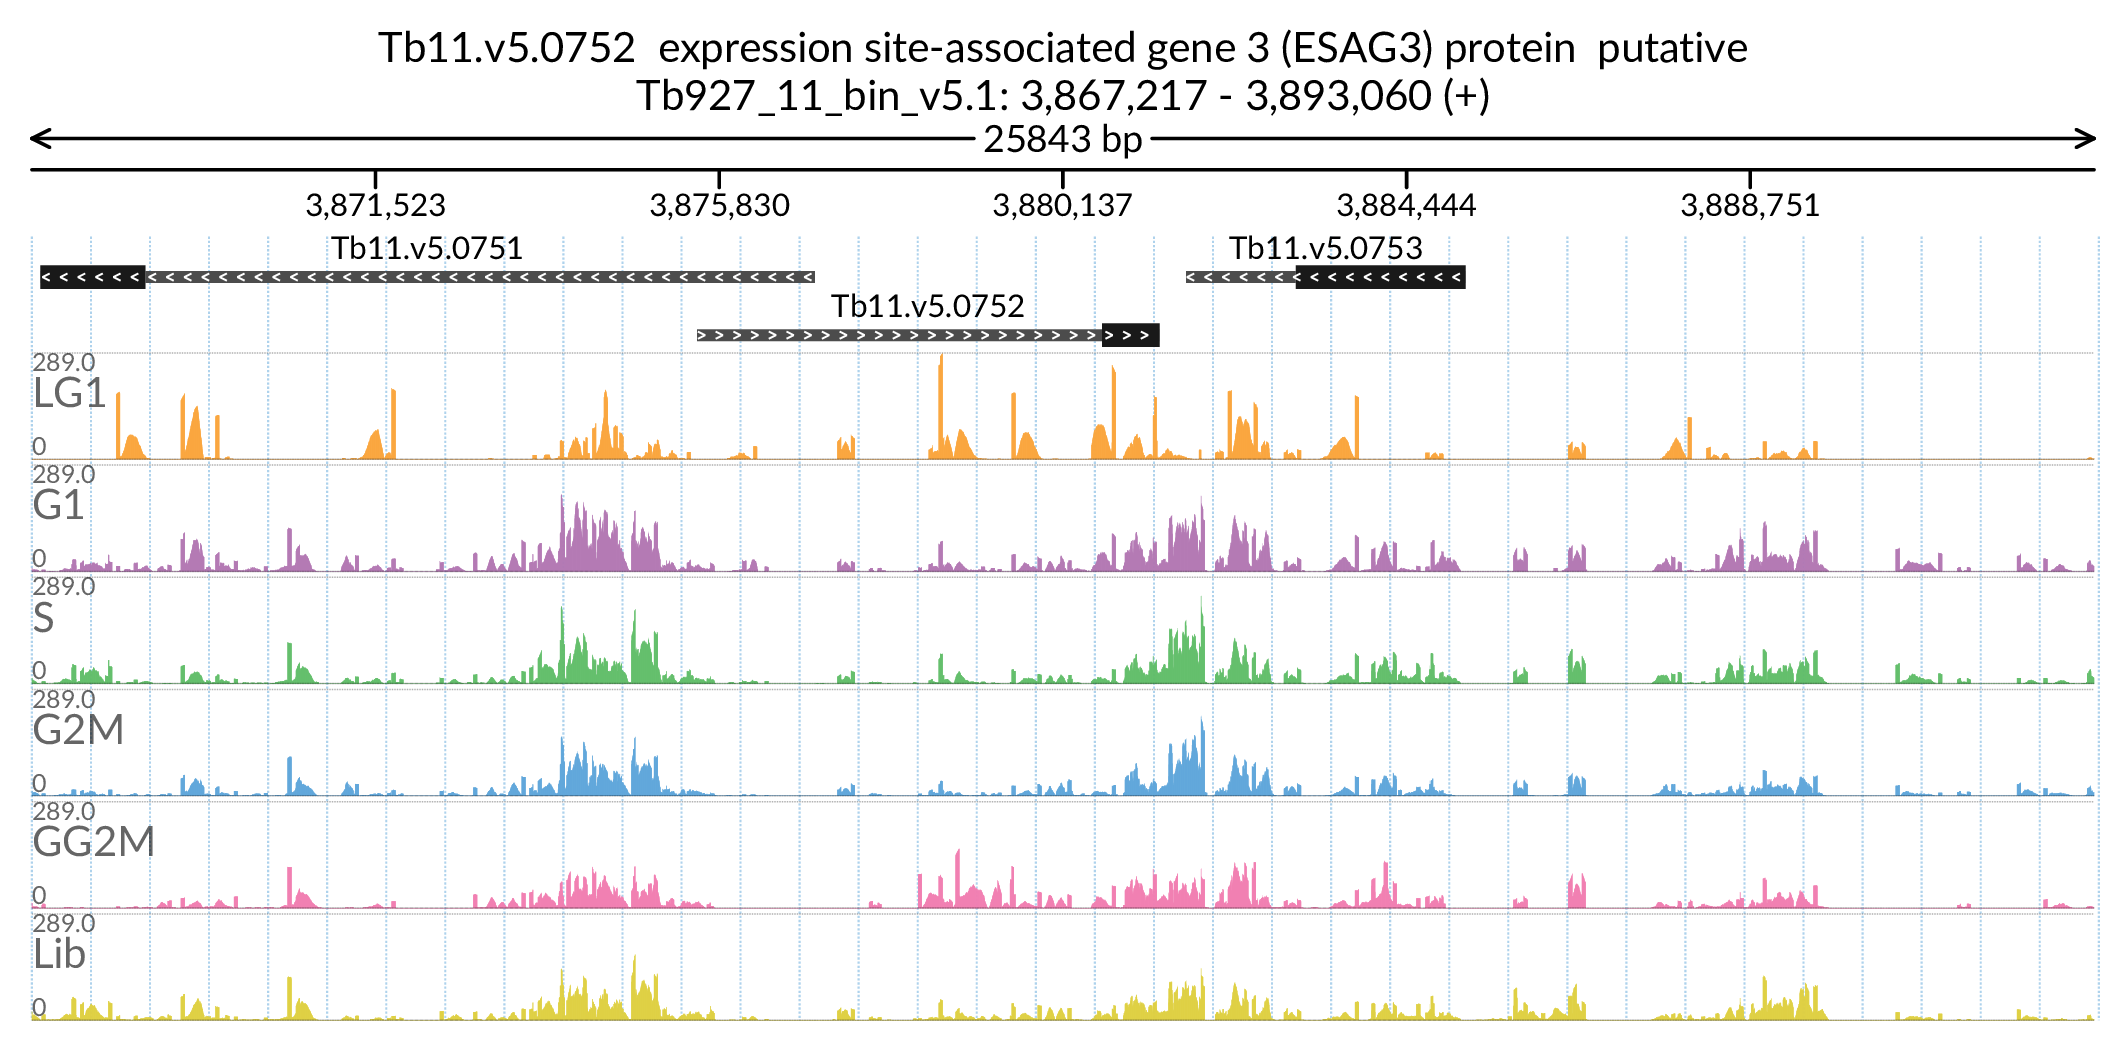 Tb11.v5.0752  expression site-associated gene 3 (ESAG3) protein  putative
Tb927_11_bin_v5.1: 3,867,217 - 3,893,060 (+)
25843 bp
3,871,523 3,875,830 3,880,137 3,884,444 3,888,751
Tb11.v5.0751 Tb11.v5.0753
Tb11.v5.0752
289.0
LG1
0
289.0
G1
0
289.0
S
0
289.0
G2M
0
289.0
GG2M
0
289.0
Lib
0